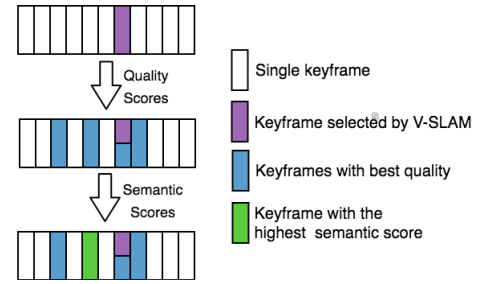 Quality
Scores
Semantic
Scores
Single keyframe
Keyframe selected by V-SLAM
Keyframes with best quality
Keyframe with the
highest semantic score